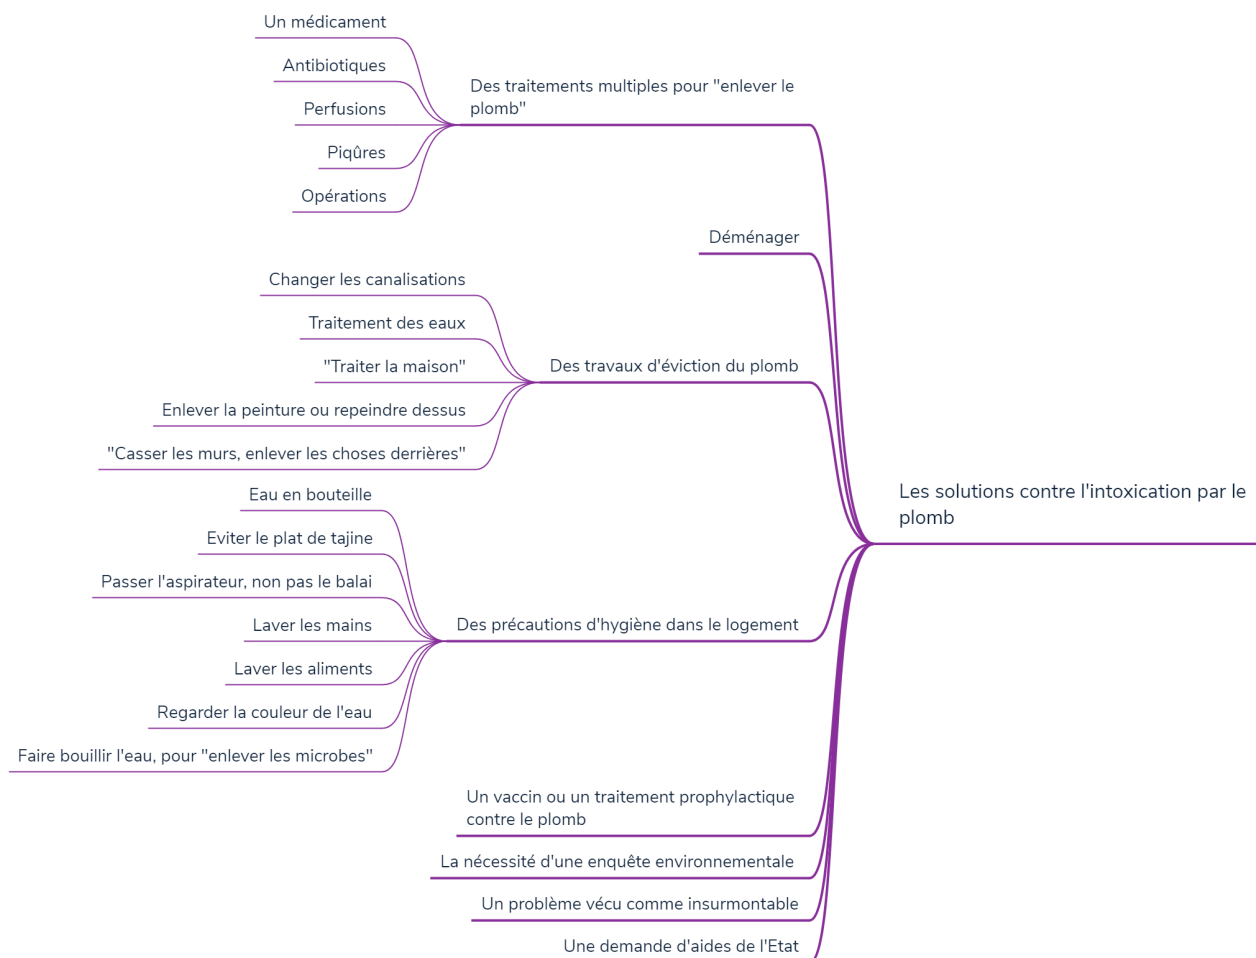 Un médicament
Antibiotiques
Perfusions
Piqûres
Opérations
Des traitements multiples pour "enlever le
plomb"
Déménager
Changer les canalisations
Traitement des eaux
"Traiter la maison"
Enlever la peinture ou repeindre dessus
"Casser les murs, enlever les choses derrières"
Des travaux d'éviction du plomb
Eau en bouteille
Eviter le plat de tajine
Passer l'aspirateur, non pas le balai
Laver les mains
Laver les aliments
Regarder la couleur de l'eau
Faire bouillir l'eau, pour "enlever les microbes"
Des précautions d'hygiène dans le logement
Un vaccin ou un traitement prophylactique
contre le plomb
La nécessité d'une enquête environnementale
Un problème vécu comme insurmontable
Une demande d'aides de l'Etat
Les solutions contre l'intoxication par le
plomb